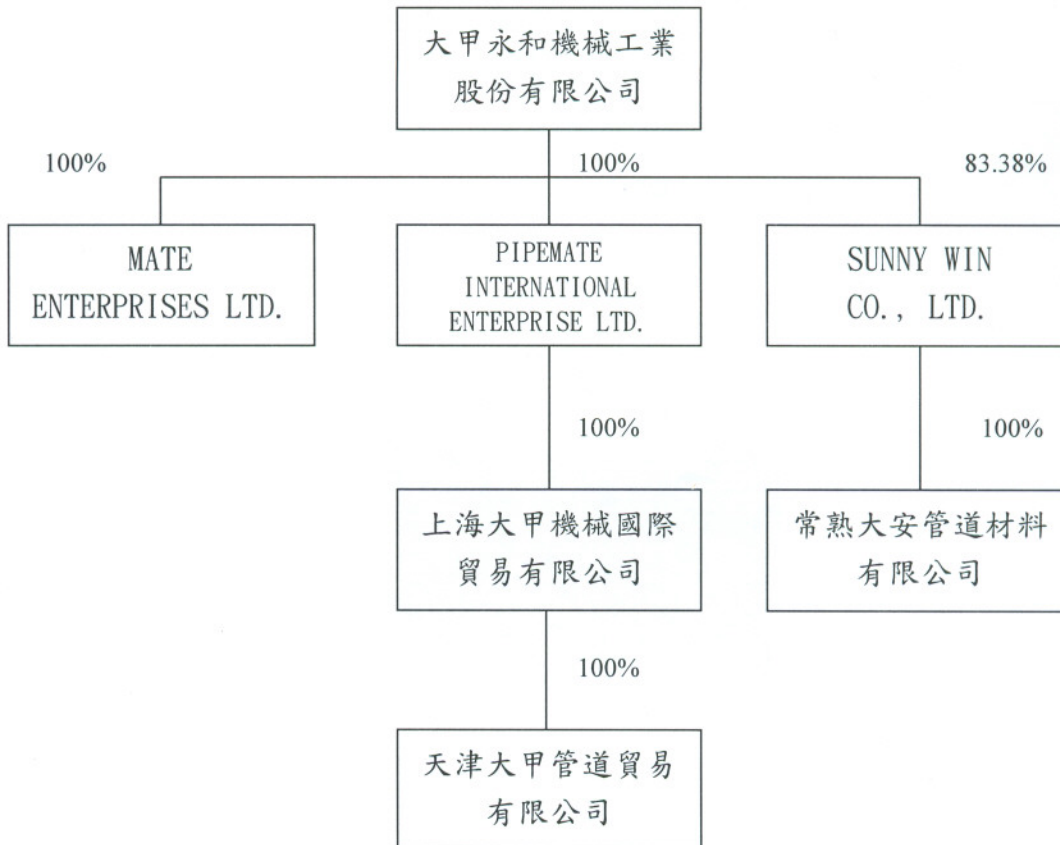 大甲永和機械工業
股份有限公司
100%
100%
83.38%
MATE
ENTERPRISES LTD.
PIPEMATE
INTERNATIONAL
ENTERPRISE LTD.
SUNNY WIN
CO., LTD.
100%
100%
上海大甲機械國際
貿易有限公司
常熟大安管道材料
有限公司
100%
天津大甲管道貿易
有限公司